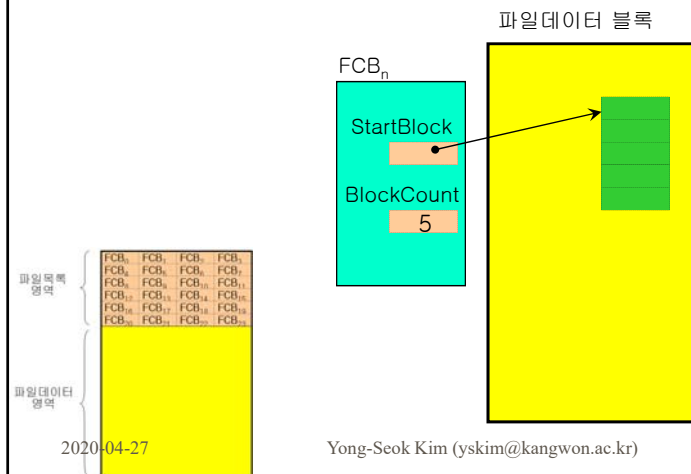 파일데이터 블록
FCBn
StartBlock
BlockCount
5
파일목록
영역
FCB0 FCB1 FCB2 FCB3
FCB4 FCB5 FCB6 FCB7
FCB8 FCB9 FCB10 FCB11
FCB12 FCB13 FCB14 FCB15
FCB16 FCB17 FCB18 FCB19
FCB20 FCB21 FCB22 FCB23
파일데이터
영역
2020-04-27
Yong-Seok Kim (yskim@kangwon.ac.kr)